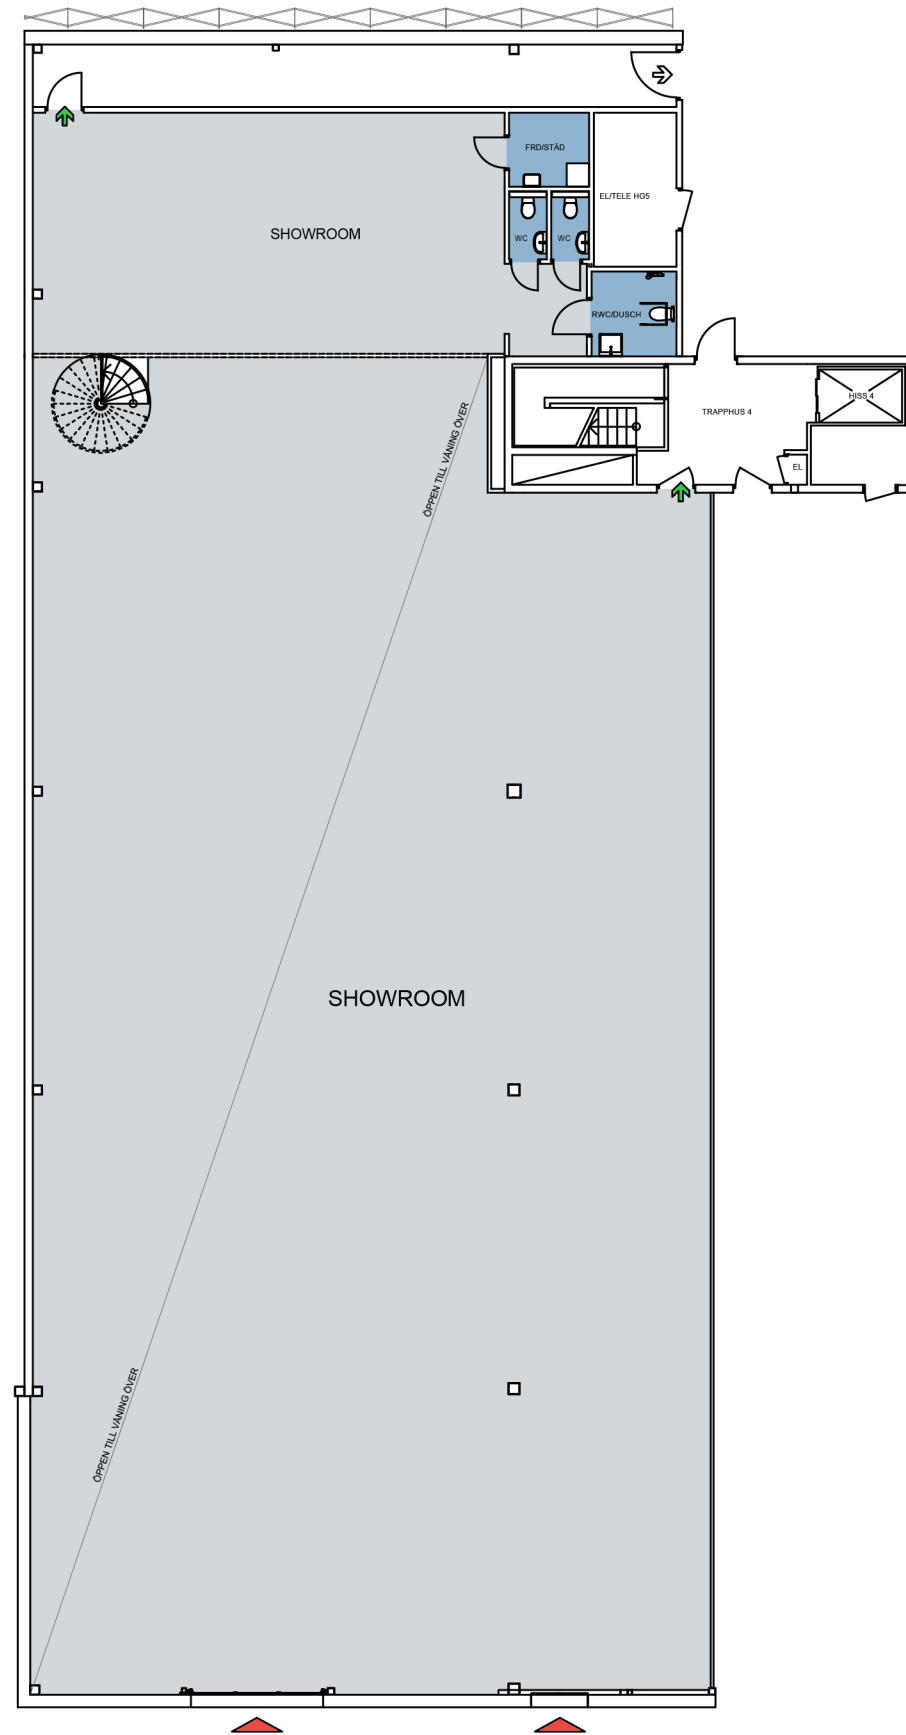 FRD/STÄD
EL/TELE HG5
SHOWROOM
WC
WC
RWC/DUSCH
HISS 4
TRAPPHUS 4
ÖPPEN TILL VÅNING ÖVER
EL
SHOWROOM
ÖPPEN TILL VÅNING ÖVER